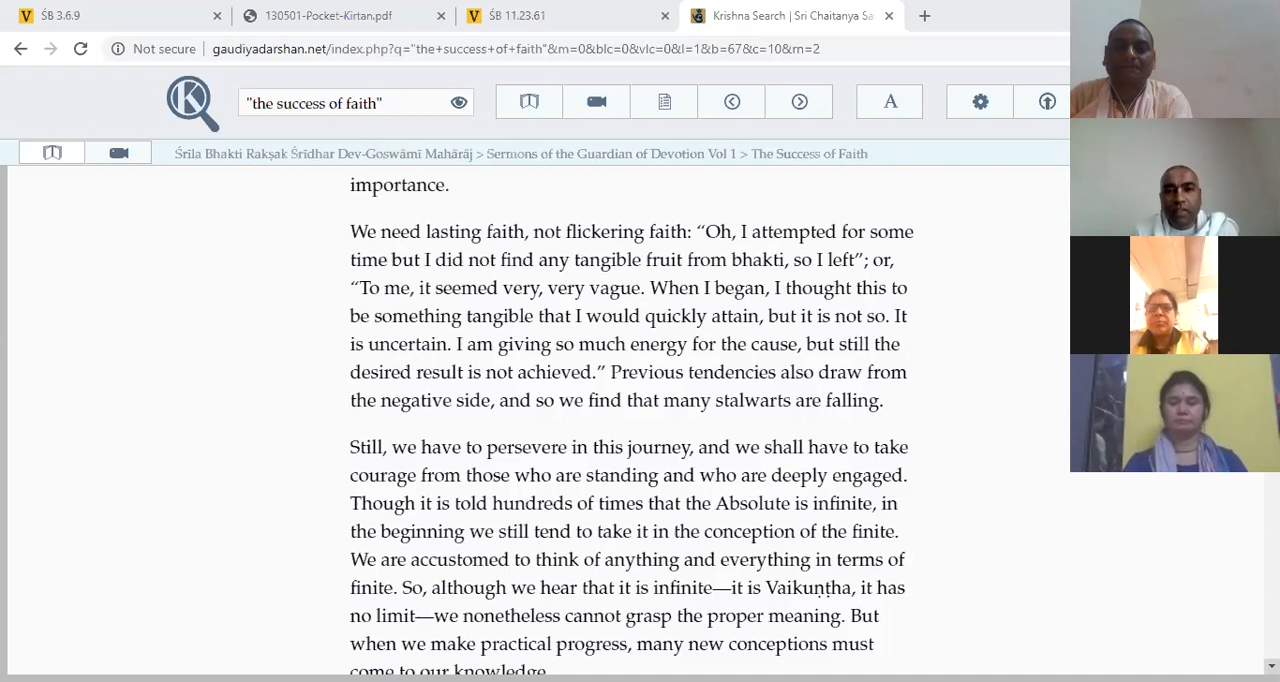 ŚB 3.6.9
130501-Pocket-Kirtan.pdf
ŚB 11.23.61
Krishna Search | Sri Chaitanya Sa
Not secure
gaudiyadarshan.net/index.php?q="the+success+of+faith"&m=0&blc=0&vlc=0&l=1&b=67&c=10&rn=2
K
"the success of faith"
A
Śrīla Bhakti Rakṣak Śrīdhar Dev-Goswāmī Mahārāj > Sermons of the Guardian of Devotion Vol 1 > The Success of Faith
importance.
We need lasting faith, not flickering faith: “Oh, I attempted for some
time but I did not find any tangible fruit from bhakti, so I left”; or,
“To me, it seemed very, very vague. When I began, I thought this to
be something tangible that I would quickly attain, but it is not so. It
is uncertain. I am giving so much energy for the cause, but still the
desired result is not achieved.” Previous tendencies also draw from
the negative side, and so we find that many stalwarts are falling.
Still, we have to persevere in this journey, and we shall have to take
courage from those who are standing and who are deeply engaged.
Though it is told hundreds of times that the Absolute is infinite, in
the beginning we still tend to take it in the conception of the finite.
We are accustomed to think of anything and everything in terms of
finite. So, although we hear that it is infinite—it is Vaikuṇṭha, it has
no limit—we nonetheless cannot grasp the proper meaning. But
when we make practical progress, many new conceptions must
come to our knowledge.